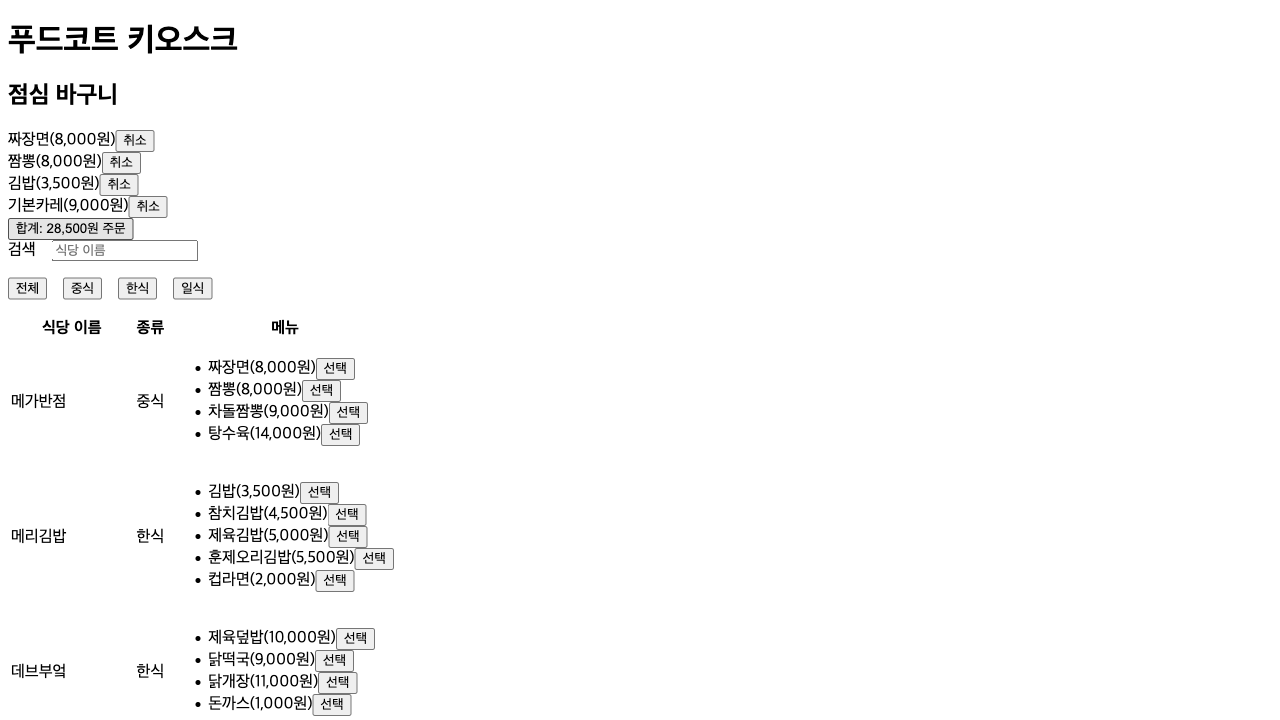 푸드코트 키오스크
점심 바구니
짜장면(8,000원) 취소
짬뽕(8,000원) 취소
김밥(3,500원) 취소
기본카레(9,000원) 취소
합계: 28,500원 주문
검색 식당 이름
전체 중식 한식 일식
식당 이름 종류 메뉴
메가반점 중식
짜장면(8,000원) 선택
짬뽕(8,000원) 선택
차돌짬뽕(9,000원) 선택
탕수육(14,000원) 선택
메리김밥 한식
김밥(3,500원) 선택
참치김밥(4,500원) 선택
제육김밥(5,000원) 선택
훈제오리김밥(5,500원) 선택
컵라면(2,000원) 선택
데브부엌 한식
제육덮밥(10,000원) 선택
닭떡국(9,000원) 선택
닭개장(11,000원) 선택
돈까스(1,000원) 선택